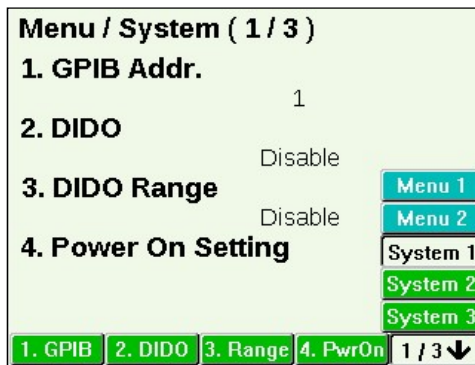 Menu / System ( 1 / 3 )
1. GPIB Addr.
1
2. DIDO
Disable
3. DIDO Range
Disable
4. Power On Setting
Menu 1
Menu 2
System 1
System 2
System 3
1. GPIB 2. DIDO 3. Range 4. PwrOn 1 / 3